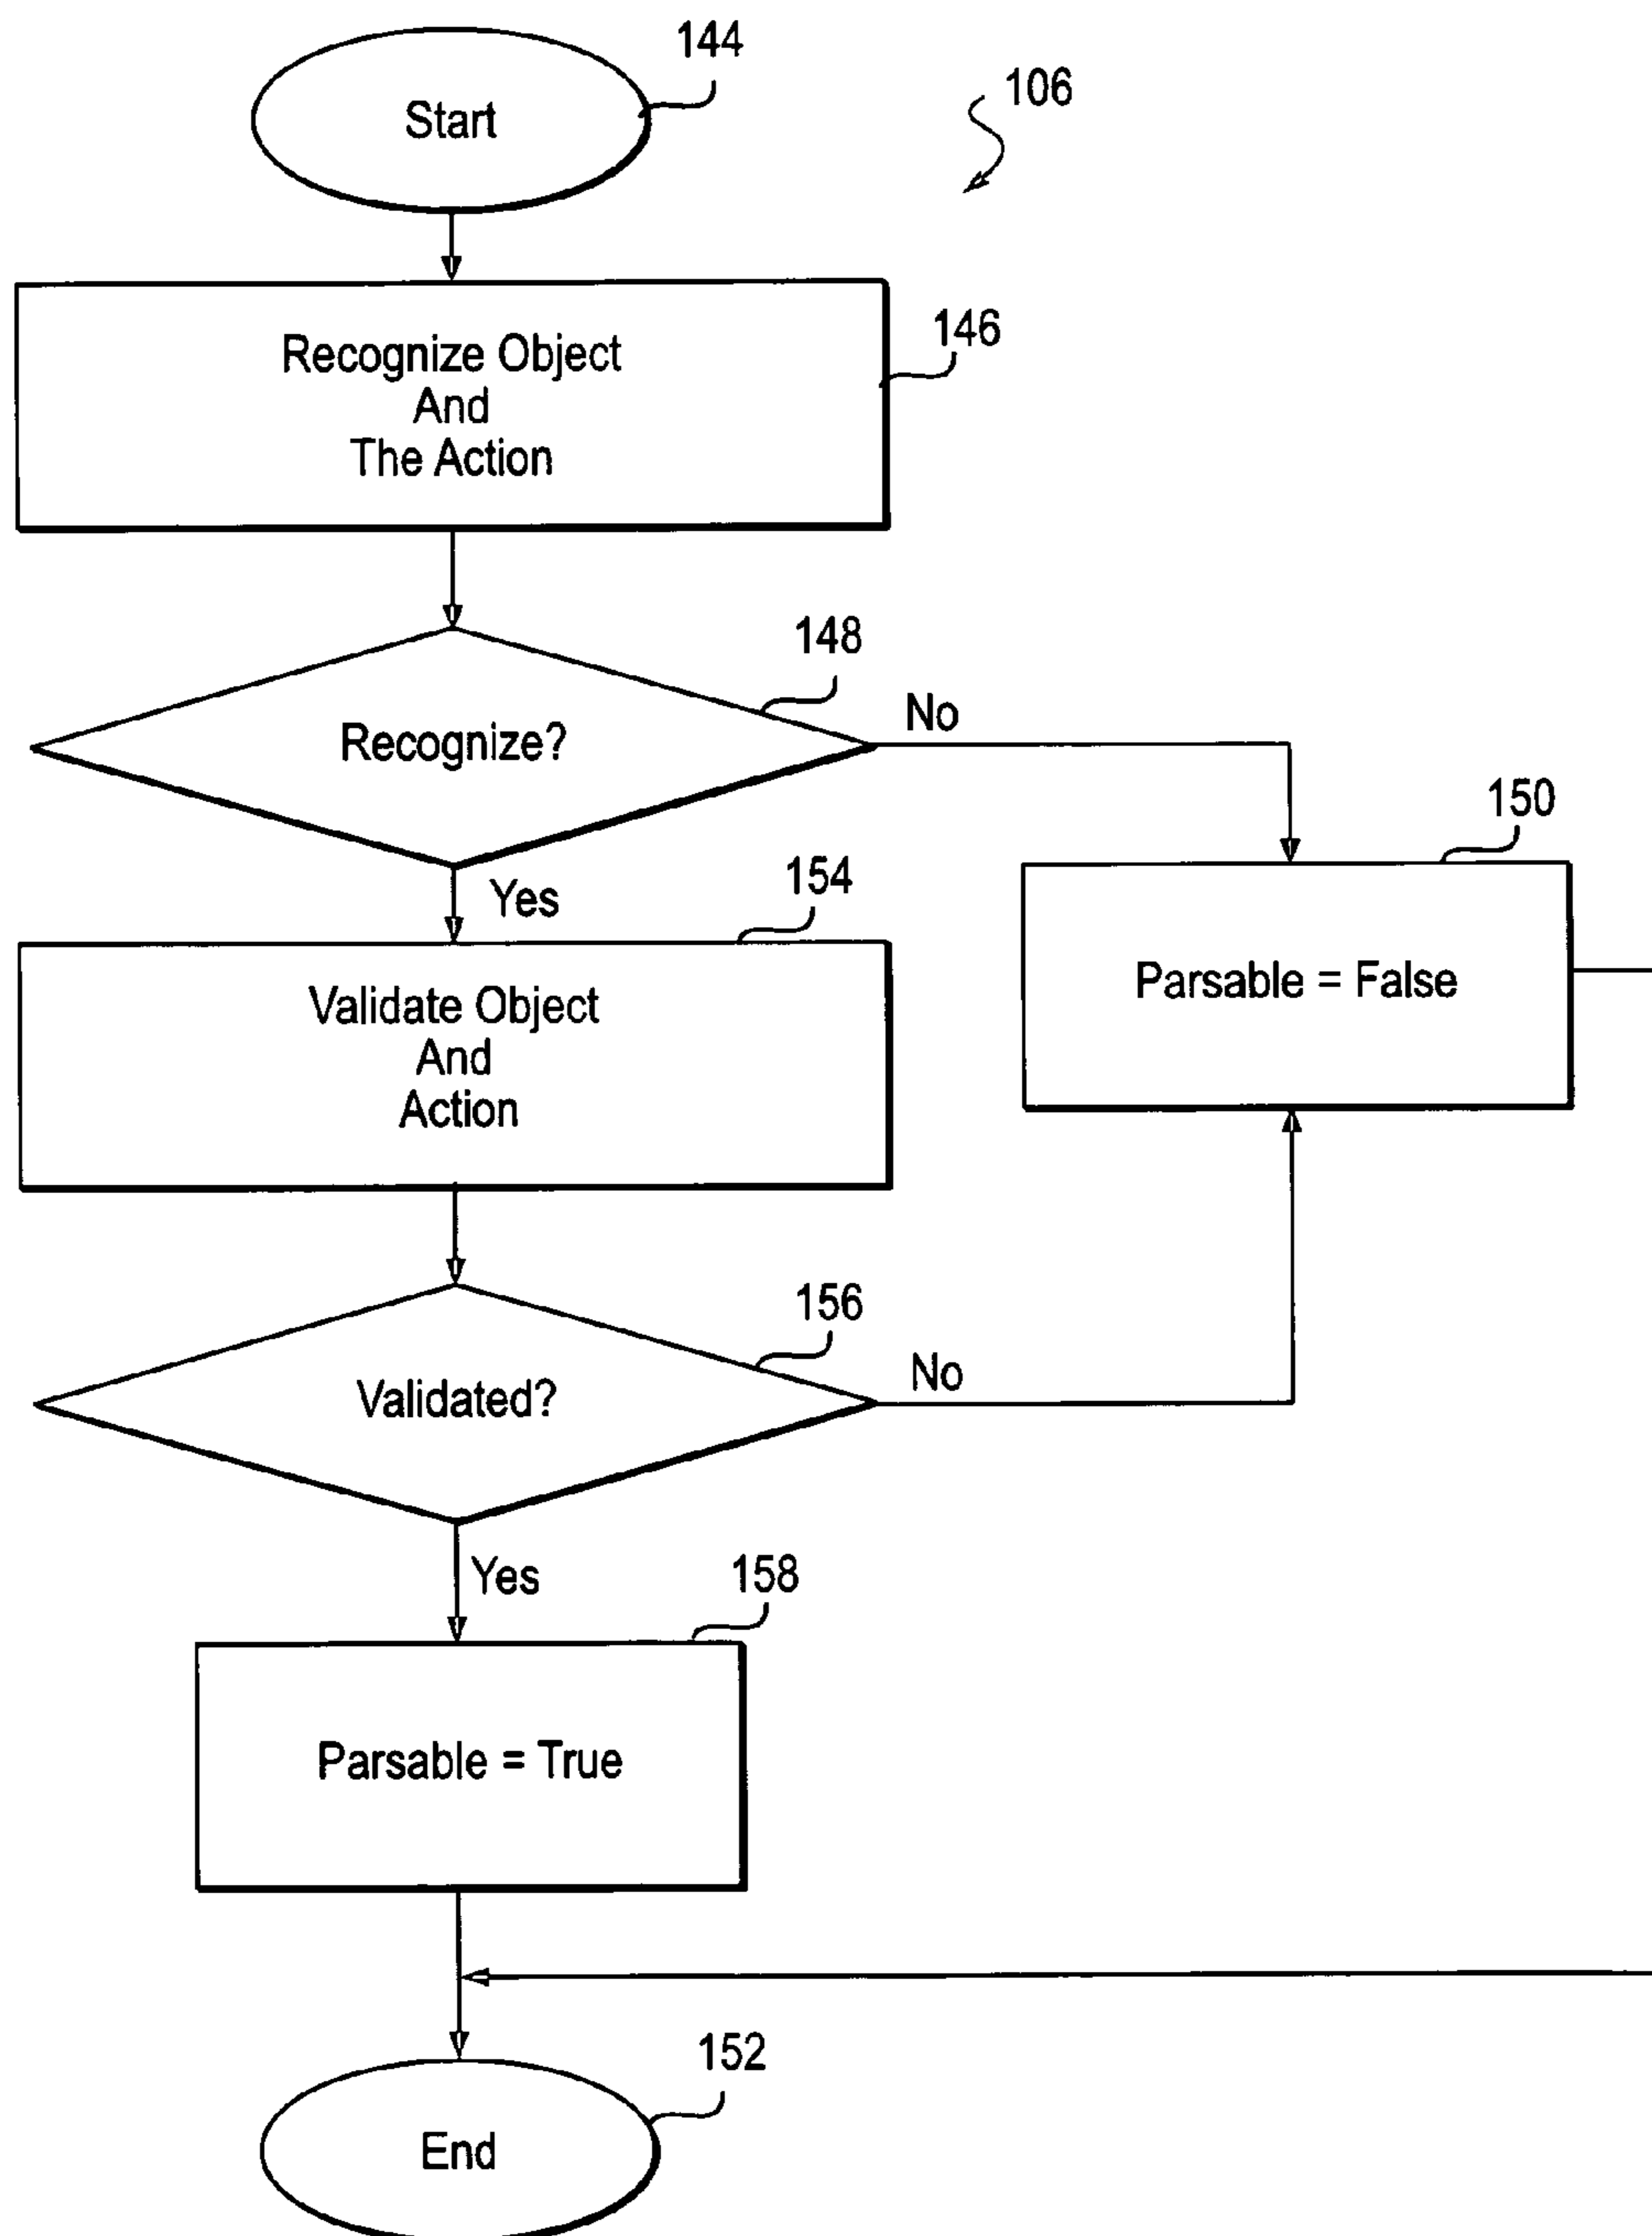 144
Start
106
Recognize Object
And
The Action
146
148
Recognize?
No
150
Yes
154
Validate Object
And
Action
Parsable = False
156
Validated?
No
Yes
158
Parsable = True
152
End